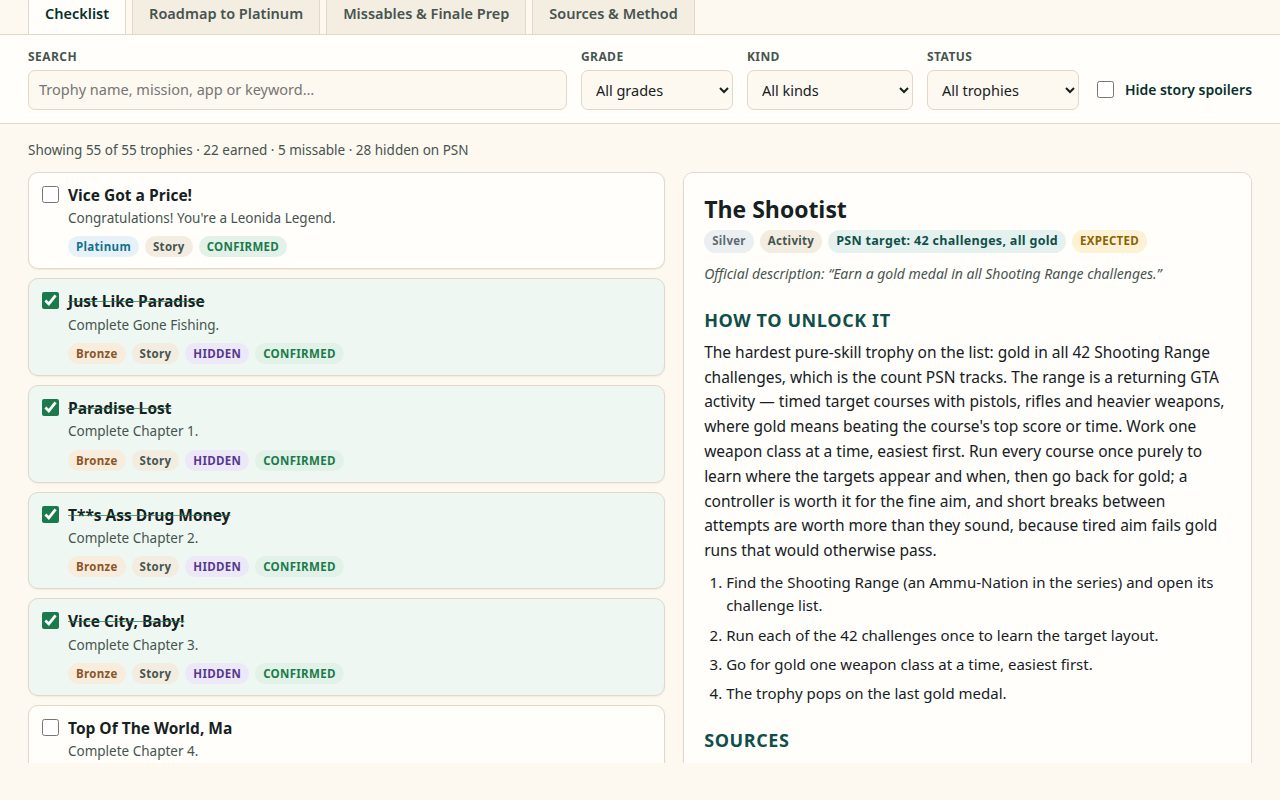 Checklist
Roadmap to Platinum
Missables & Finale Prep
Sources & Method
SEARCH
GRADE
KIND
STATUS
Trophy name, mission, app or keyword...
All grades
All kinds
All trophies
Hide story spoilers
Showing 55 of 55 trophies · 22 earned · 5 missable · 28 hidden on PSN
Vice Got a Price!
Congratulations! You're a Leonida Legend.
Platinum
Story
CONFIRMED
Just Like Paradise
Complete Gone Fishing.
Bronze
Story
HIDDEN
CONFIRMED
Paradise Lost
Complete Chapter 1.
Bronze
Story
HIDDEN
CONFIRMED
T**s Ass Drug Money
Complete Chapter 2.
Bronze
Story
HIDDEN
CONFIRMED
Vice City, Baby!
Complete Chapter 3.
Bronze
Story
HIDDEN
CONFIRMED
Top Of The World, Ma
Complete Chapter 4.
The Shootist
Silver
Activity
PSN target: 42 challenges, all gold
EXPECTED
Official description: “Earn a gold medal in all Shooting Range challenges.”
HOW TO UNLOCK IT
The hardest pure-skill trophy on the list: gold in all 42 Shooting Range
challenges, which is the count PSN tracks. The range is a returning GTA
activity — timed target courses with pistols, rifles and heavier weapons,
where gold means beating the course's top score or time. Work one
weapon class at a time, easiest first. Run every course once purely to
learn where the targets appear and when, then go back for gold; a
controller is worth it for the fine aim, and short breaks between
attempts are worth more than they sound, because tired aim fails gold
runs that would otherwise pass.
1. Find the Shooting Range (an Ammu-Nation in the series) and open its
challenge list.
2. Run each of the 42 challenges once to learn the target layout.
3. Go for gold one weapon class at a time, easiest first.
4. The trophy pops on the last gold medal.
SOURCES